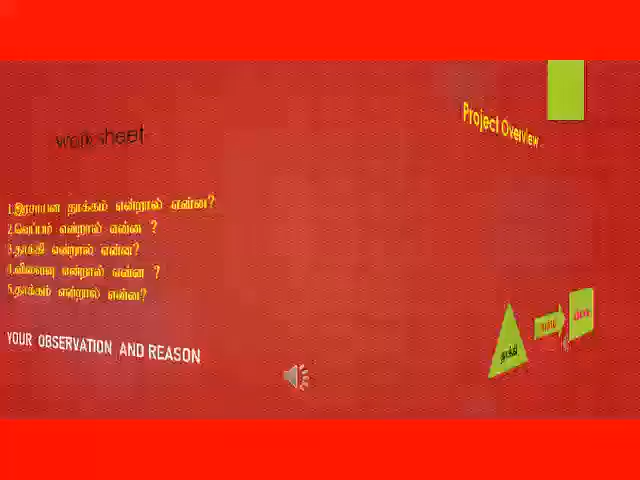 work sheet
1.இரசாயன தாக்கம் என்றால் என்ன?
2.வெப்பம் என்றால் என்ன ?
3.தாக்கி என்றால் என்ன?
4.விளைவு என்றால் என்ன ?
5.தாக்கம் என்றால் என்ன?
YOUR OBSERVATION AND REASON
Project Overview
தாக்கி